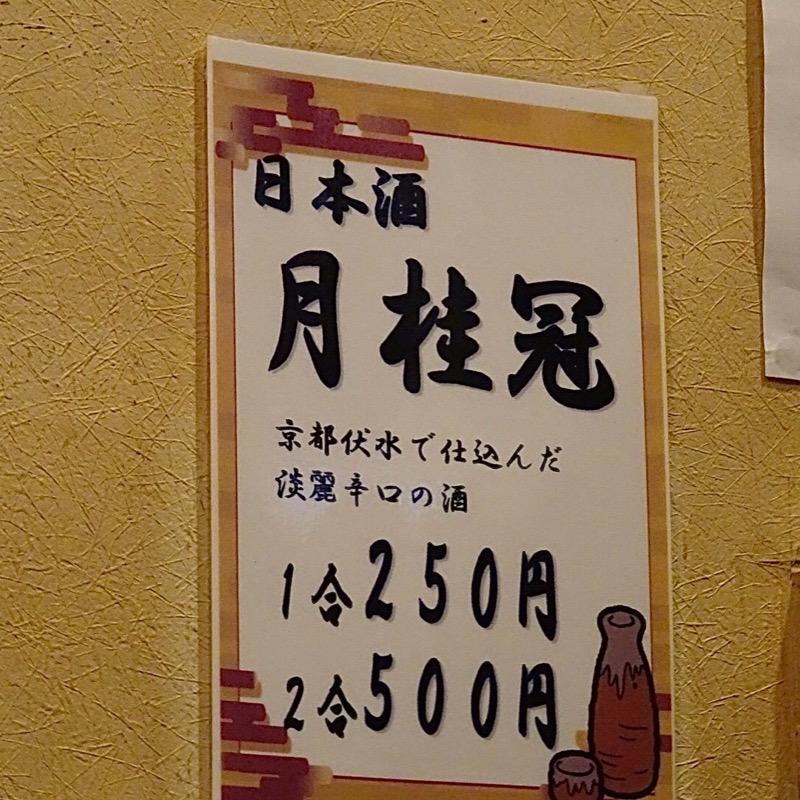 日本酒
月桂冠
京都伏水で仕込んだ
淡麗辛口の酒
1合250円
2合500円